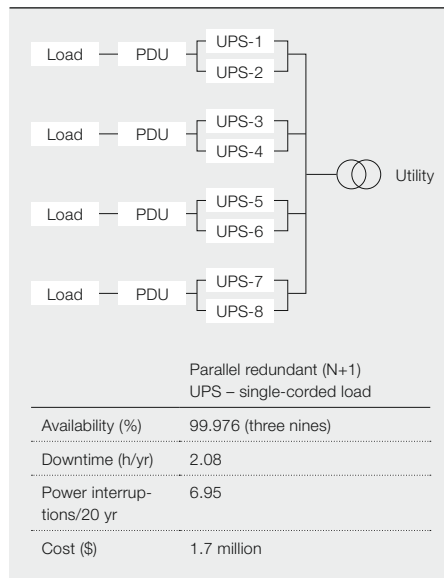 Load PDU UPS-1
UPS-2
Load PDU UPS-3
UPS-4
Utility
Load PDU UPS-5
UPS-6
Load PDU UPS-7
UPS-8
Parallel redundant (N+1)
UPS – single-corded load
Availability (%) 99.976 (three nines)
Downtime (h/yr) 2.08
Power interrup- 6.95
tions/20 yr
Cost ($) 1.7 million